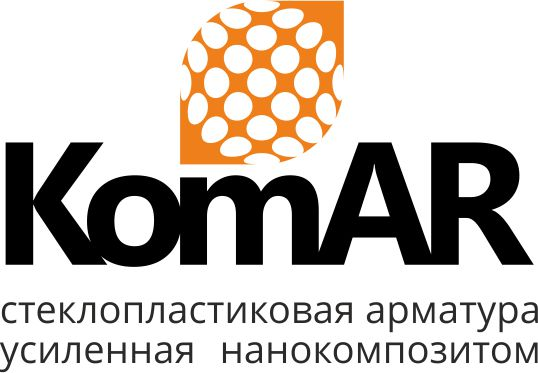 KomAR
стеклопластиковая арматура
усиленная нанокомпозитом